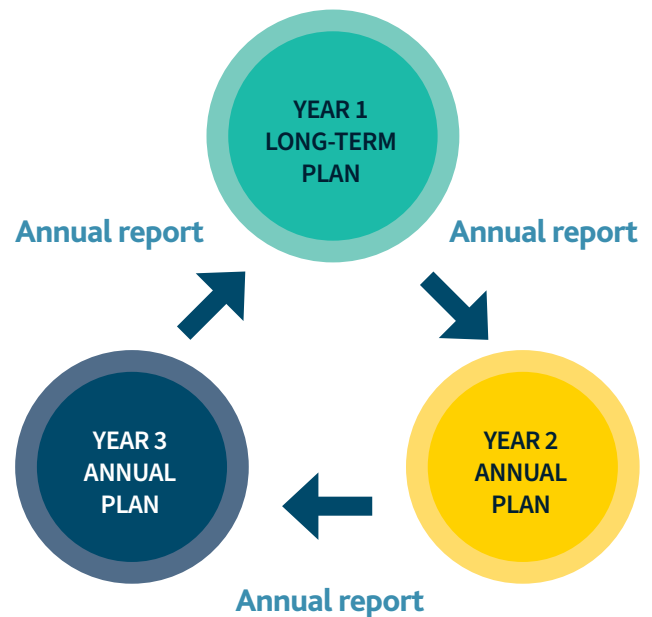 YEAR 1
LONG-TERM
PLAN
Annual report
Annual report
YEAR 3
ANNUAL
PLAN
YEAR 2
ANNUAL
PLAN
Annual report